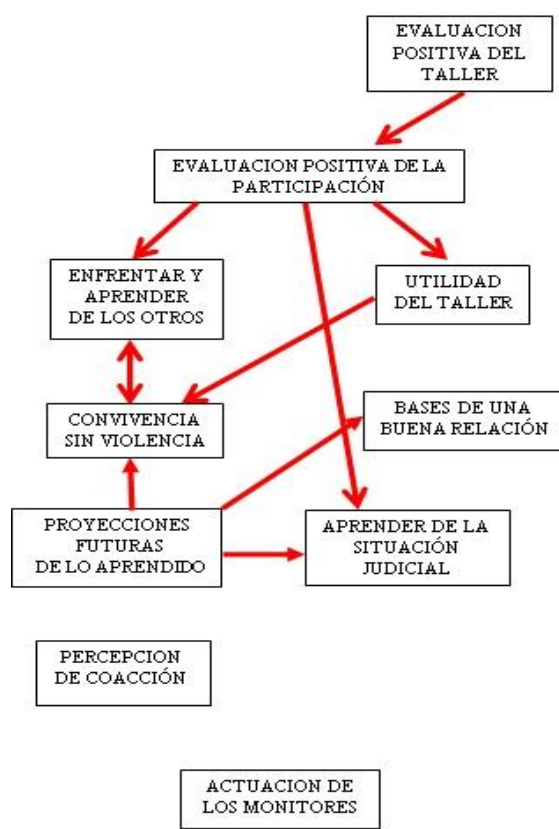 EVALUACION
POSITIVA DEL
TALLER
EVALUACION POSITIVA DE LA
PARTICIPACIÓN
ENFRENTAR Y
APRENDER
DE LOS OTROS
UTILIDAD
DEL TALLER
CONVIVENCIA
SIN VIOLENCIA
BASES DE UNA
BUENA RELACIÓN
PROYECCIONES
FUTURAS
DE LO APRENDIDO
APRENDER DE LA
SITUACIÓN
JUDICIAL
PERCEPCION
DE COACCIÓN
ACTUACION DE
LOS MONITORES